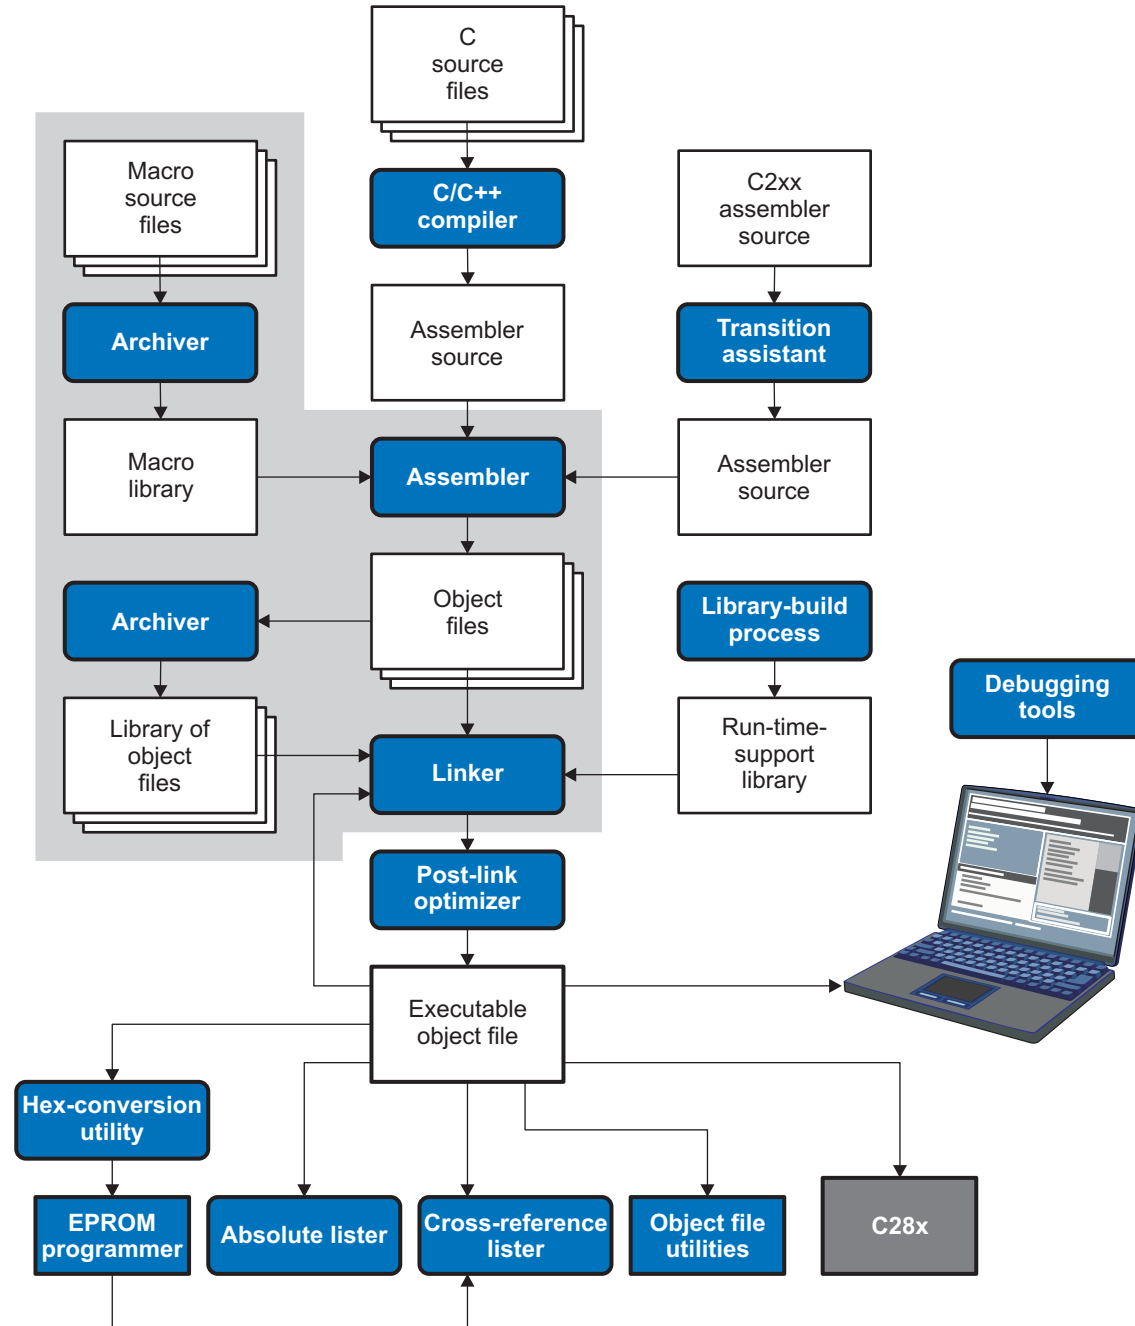 C
source
files
Macro
source
files
C/C++
compiler
C2xx
assembler
source
Archiver
Assembler
source
Transition
assistant
Macro
library
Assembler
Assembler
source
Archiver
Object
files
Library-build
process
Library of
object
files
Linker
Run-time-
support
library
Debugging
tools
Post-link
optimizer
Executable
object file
Hex-conversion
utility
EPROM
programmer
Absolute lister
Cross-reference
lister
Object file
utilities
C28x